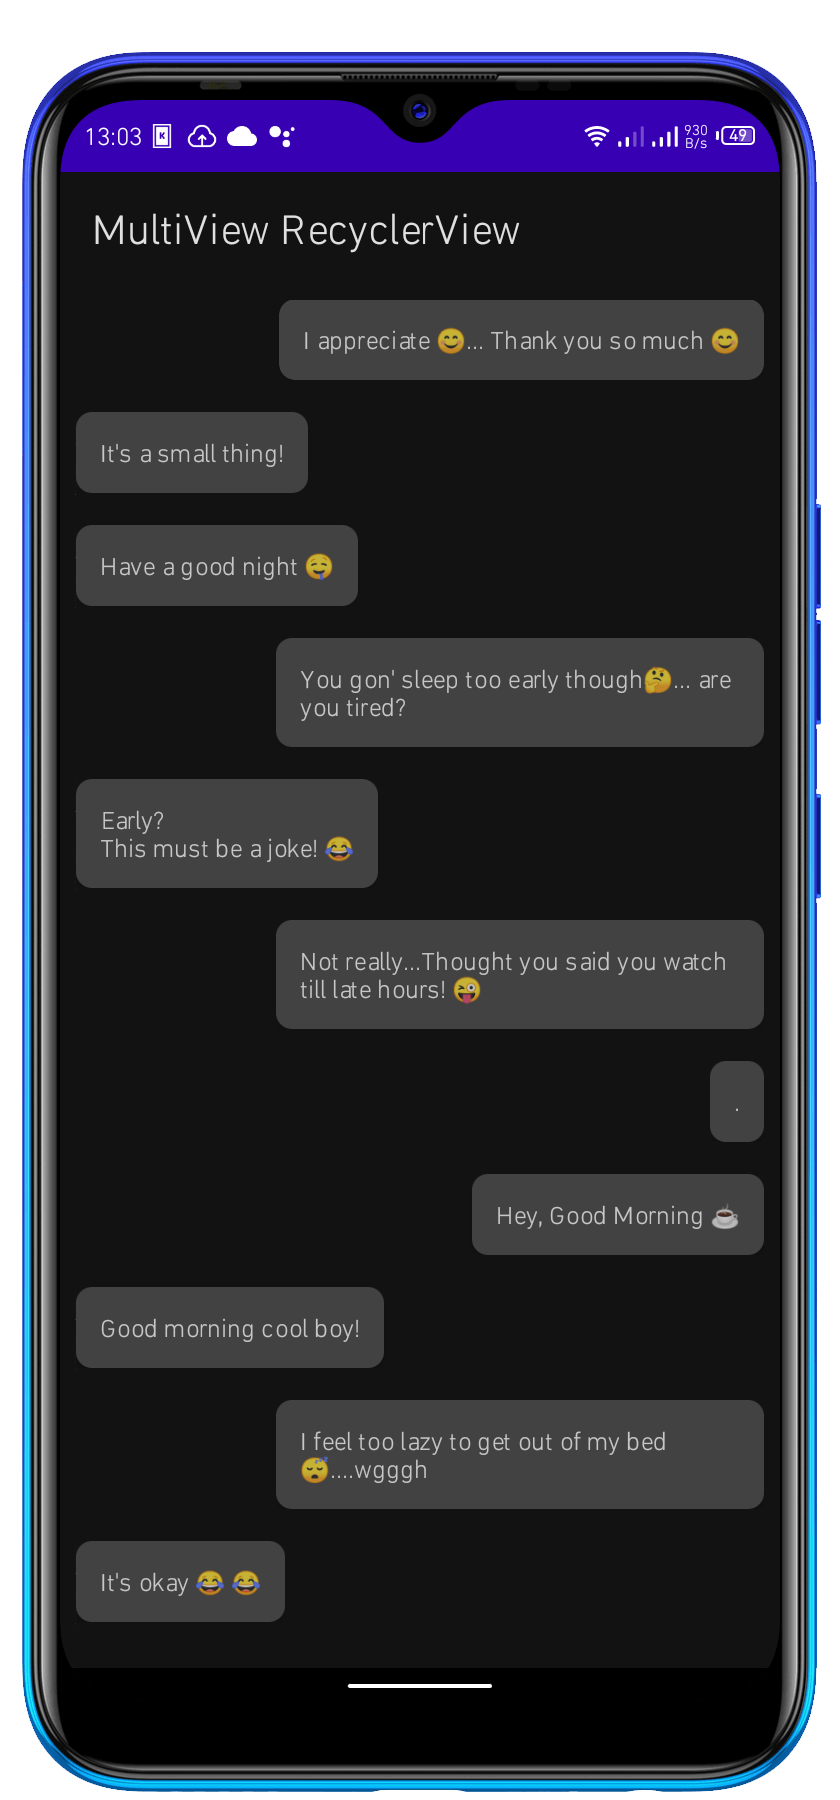 13:03 K 930 B/s 49
MultiView RecyclerView
I appreciate 😊... Thank you so much 😊
It's a small thing!
Have a good night 🤤
You gon' sleep too early though🤔... are
you tired?
Early?
This must be a joke! 😂
Not really...Thought you said you watch
till late hours! 😜
.
Hey, Good Morning ☕
Good morning cool boy!
I feel too lazy to get out of my bed
😴....wgggh
It's okay 😂 😂